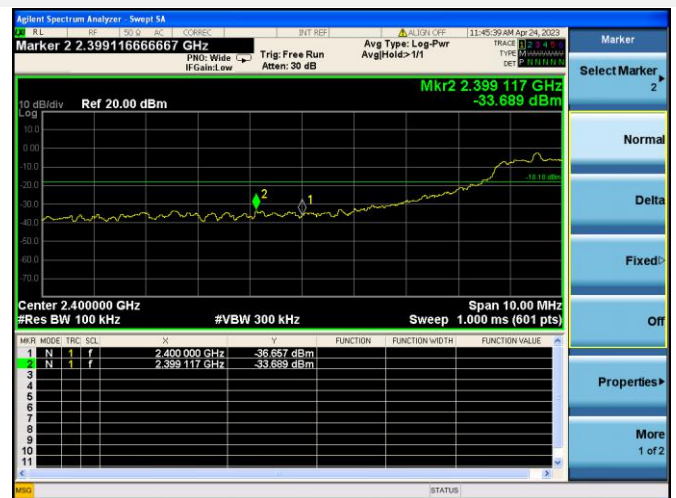 Agilent Spectrum Analyzer - Swept SA
RL RF 50 Ω AC CORREC INT REF ALIGN OFF 11:45:39 AM Apr 24, 2023
Marker 2 2.399116666667 GHz
PNO: Wide
IFGain:Low
Trig: Free Run
Atten: 30 dB
Avg Type: Log-Pwr
Avg|Hold:>1/1
TRACE 1 2 3 4 5 6
TYPE M
DET P N N N N N
Mkr2 2.399 117 GHz
-33.689 dBm
10 dB/div Ref 20.00 dBm
Log
10.0
0.00
-10.0
-18.18 dBm
-20.0
-30.0
2
1
-40.0
-50.0
-60.0
-70.0
Center 2.400000 GHz Span 10.00 MHz
#Res BW 100 kHz #VBW 300 kHz Sweep 1.000 ms (601 pts)
MKR MODE TRC SCL X Y FUNCTION FUNCTION WIDTH FUNCTION VALUE
1 N 1 f 2.400 000 GHz -36.657 dBm
2 N 1 f 2.399 117 GHz -33.689 dBm
3
4
5
6
7
8
9
10
11
MSG STATUS
Marker
Select Marker
2
Normal
Delta
Fixed
Off
Properties
More
1 of 2